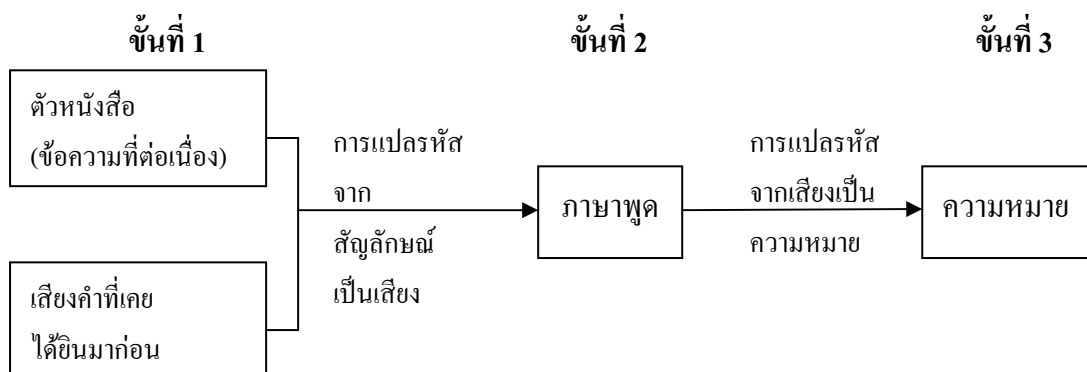 ขั้นที่ 1
ขั้นที่ 2
ขั้นที่ 3
ตัวหนังสือ
(ข้อความที่ต่อเนื่อง)
เสียงคำที่เคย
ได้ยินมาก่อน
การแปลรหัส
จาก
สัญลักษณ์
เป็นเสียง
ภาษาพูด
การแปลรหัส
จากเสียงเป็น
ความหมาย
ความหมาย